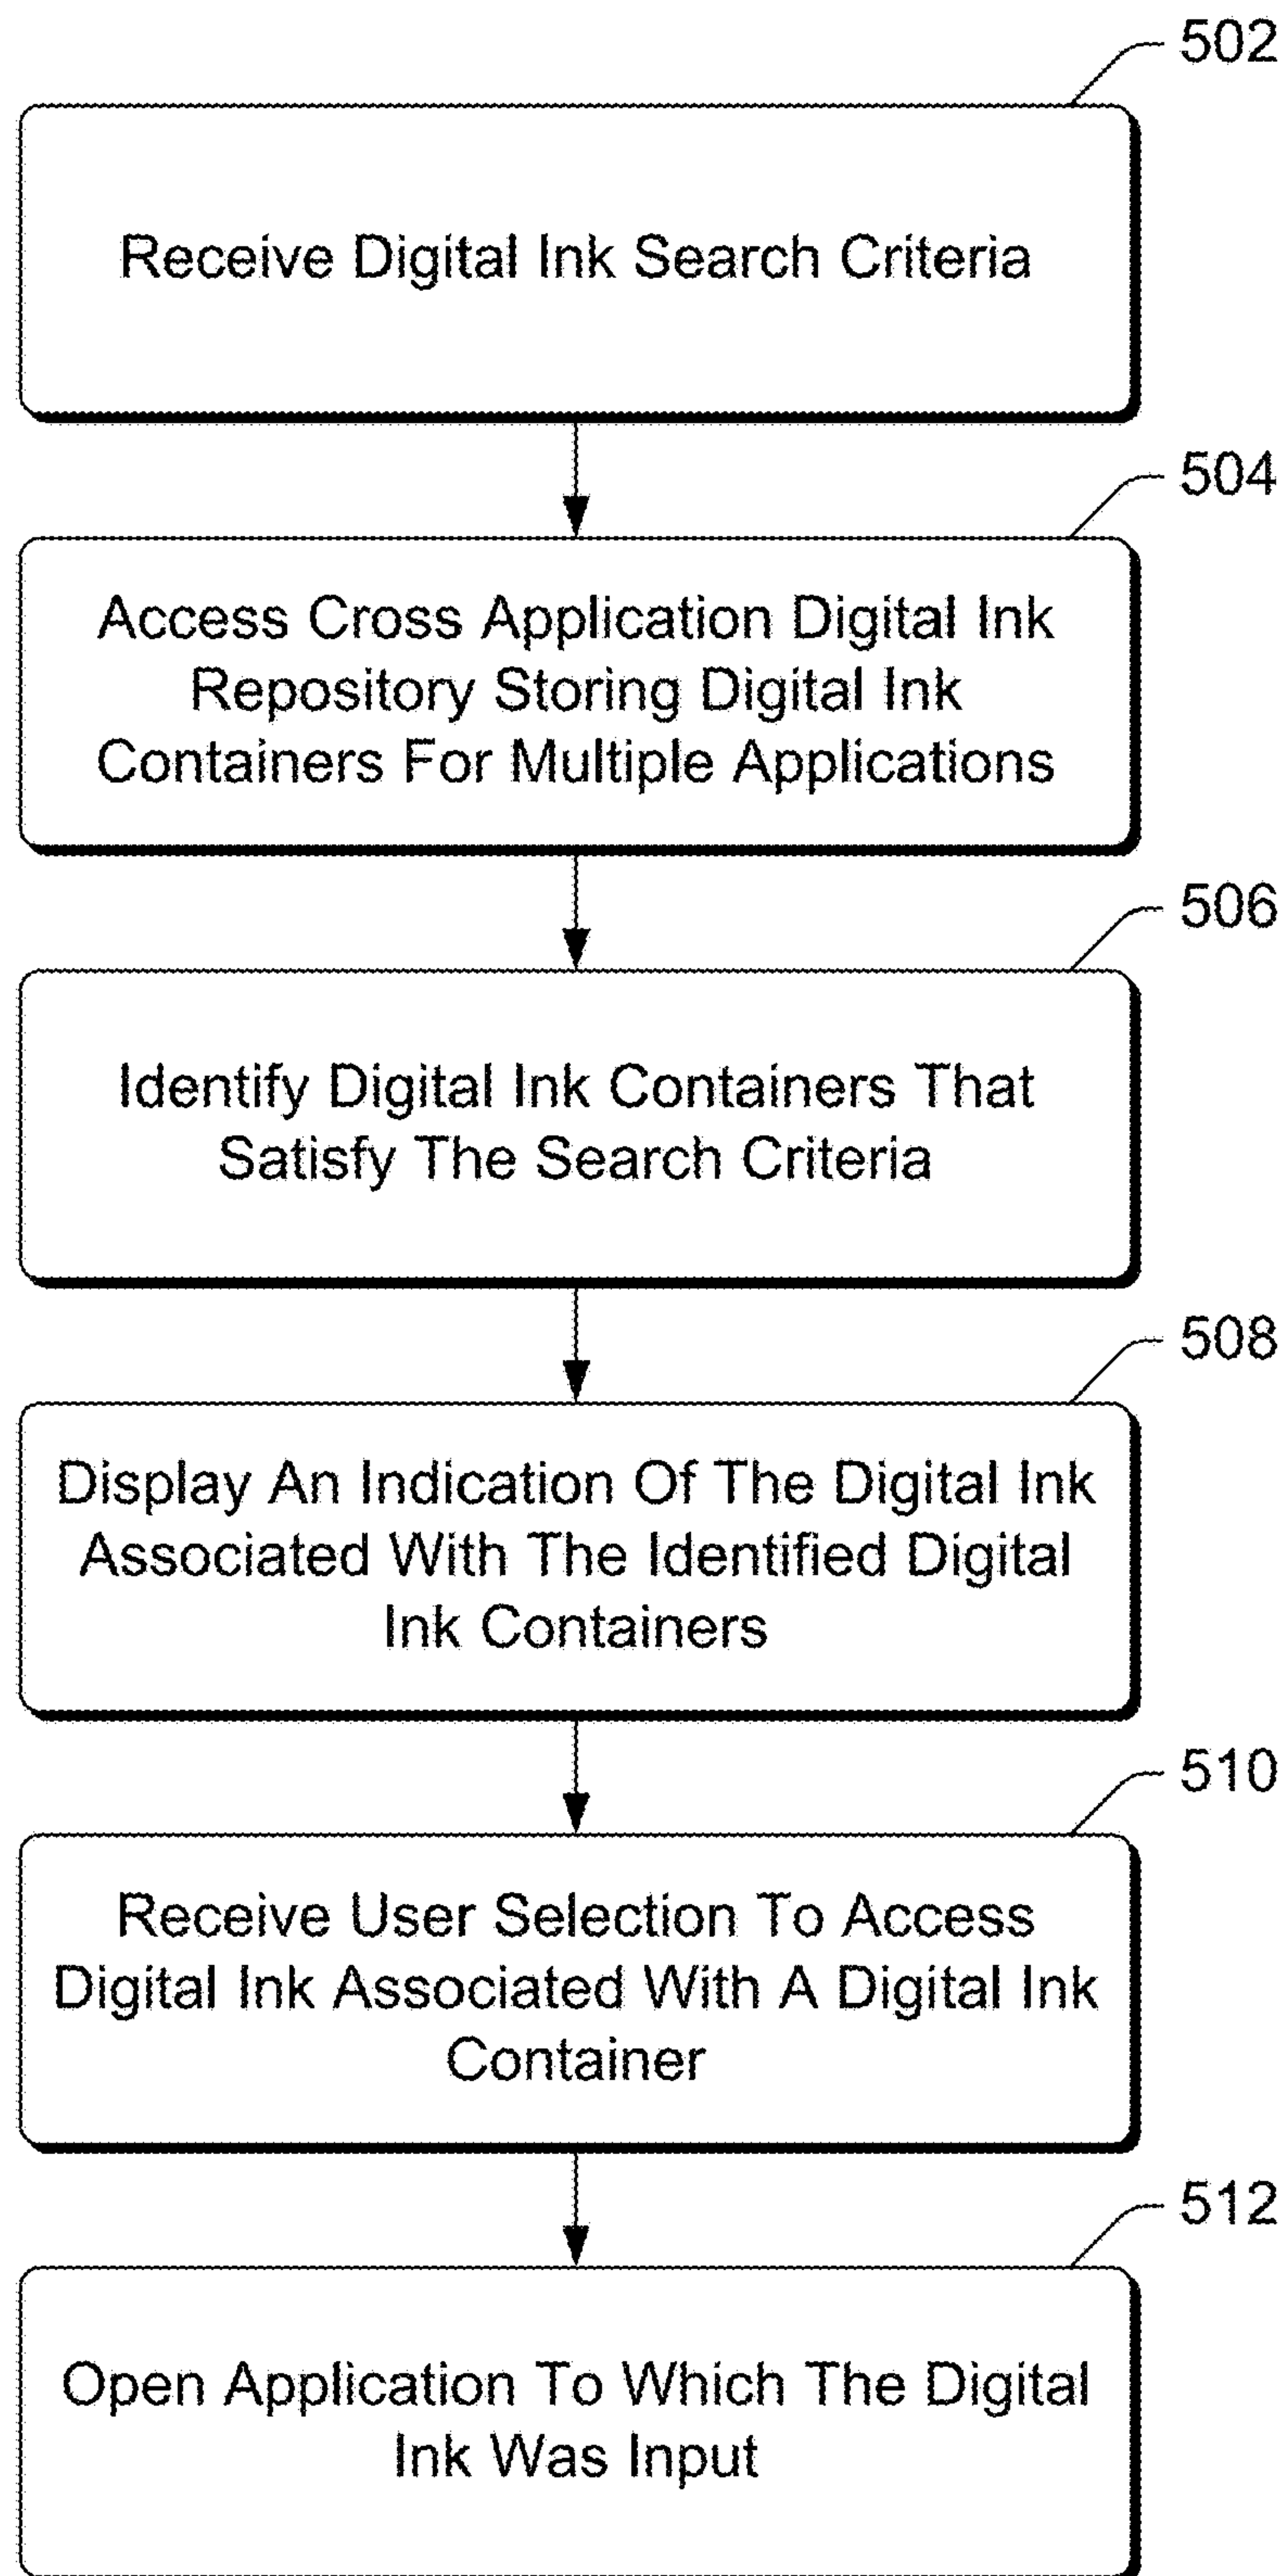 502
Receive Digital Ink Search Criteria
504
Access Cross Application Digital Ink
Repository Storing Digital Ink
Containers For Multiple Applications
506
Identify Digital Ink Containers That
Satisfy The Search Criteria
508
Display An Indication Of The Digital Ink
Associated With The Identified Digital
Ink Containers
510
Receive User Selection To Access
Digital Ink Associated With A Digital Ink
Container
512
Open Application To Which The Digital
Ink Was Input